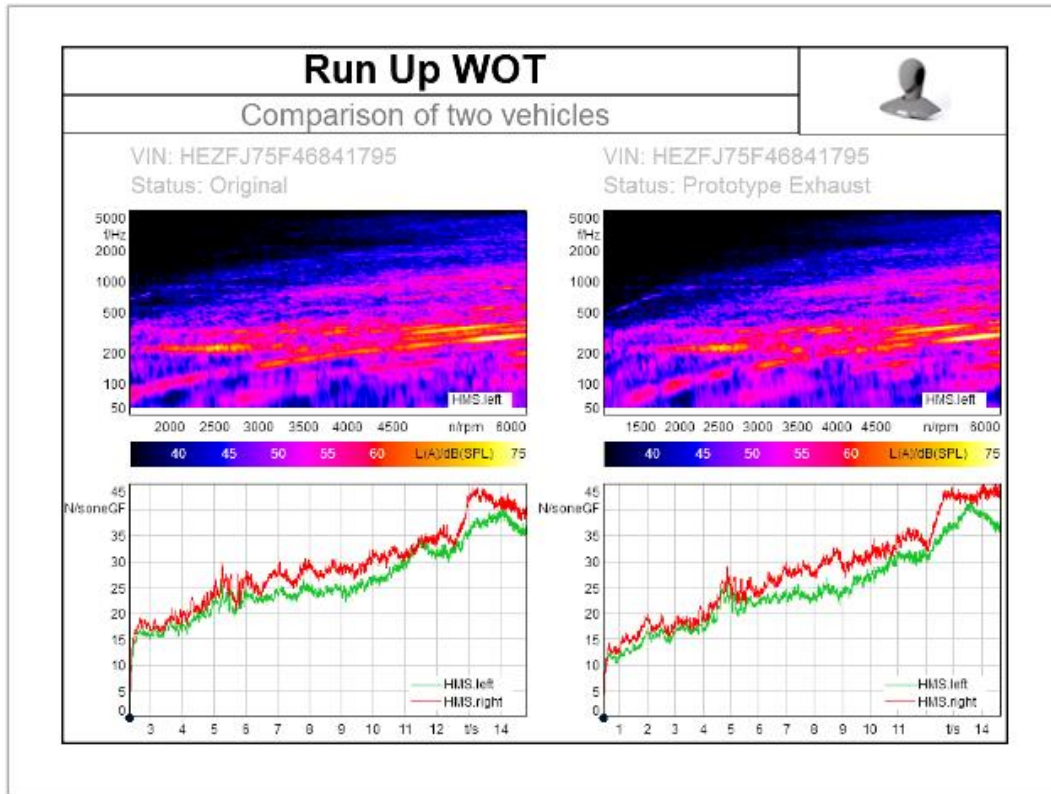 Run Up WOT
Comparison of two vehicles
VIN: HEZFJ75F46841795
Status: Original
5000
f/Hz
2000
1000
500
200
100
50
HMS.left
2000 2500 3000 3500 4000 4500 n/rpm 6000
40 45 50 55 60 L(A)/dB(SPL) 75
45
N/soneGF
35
30
25
20
15
10
5
0
HMS.left
HMS.right
3 4 5 6 7 8 9 10 11 12 t/s 14
VIN: HEZFJ75F46841795
Status: Prototype Exhaust
5000
f/Hz
2000
1000
500
200
100
50
HMS.left
1500 2000 2500 3000 3500 4000 4500 n/rpm 6000
40 45 50 55 60 L(A)/dB(SPL) 75
45
N/soneGF
35
30
25
20
15
10
5
0
HMS.left
HMS.right
1 2 3 4 5 6 7 8 9 10 11 t/s 14